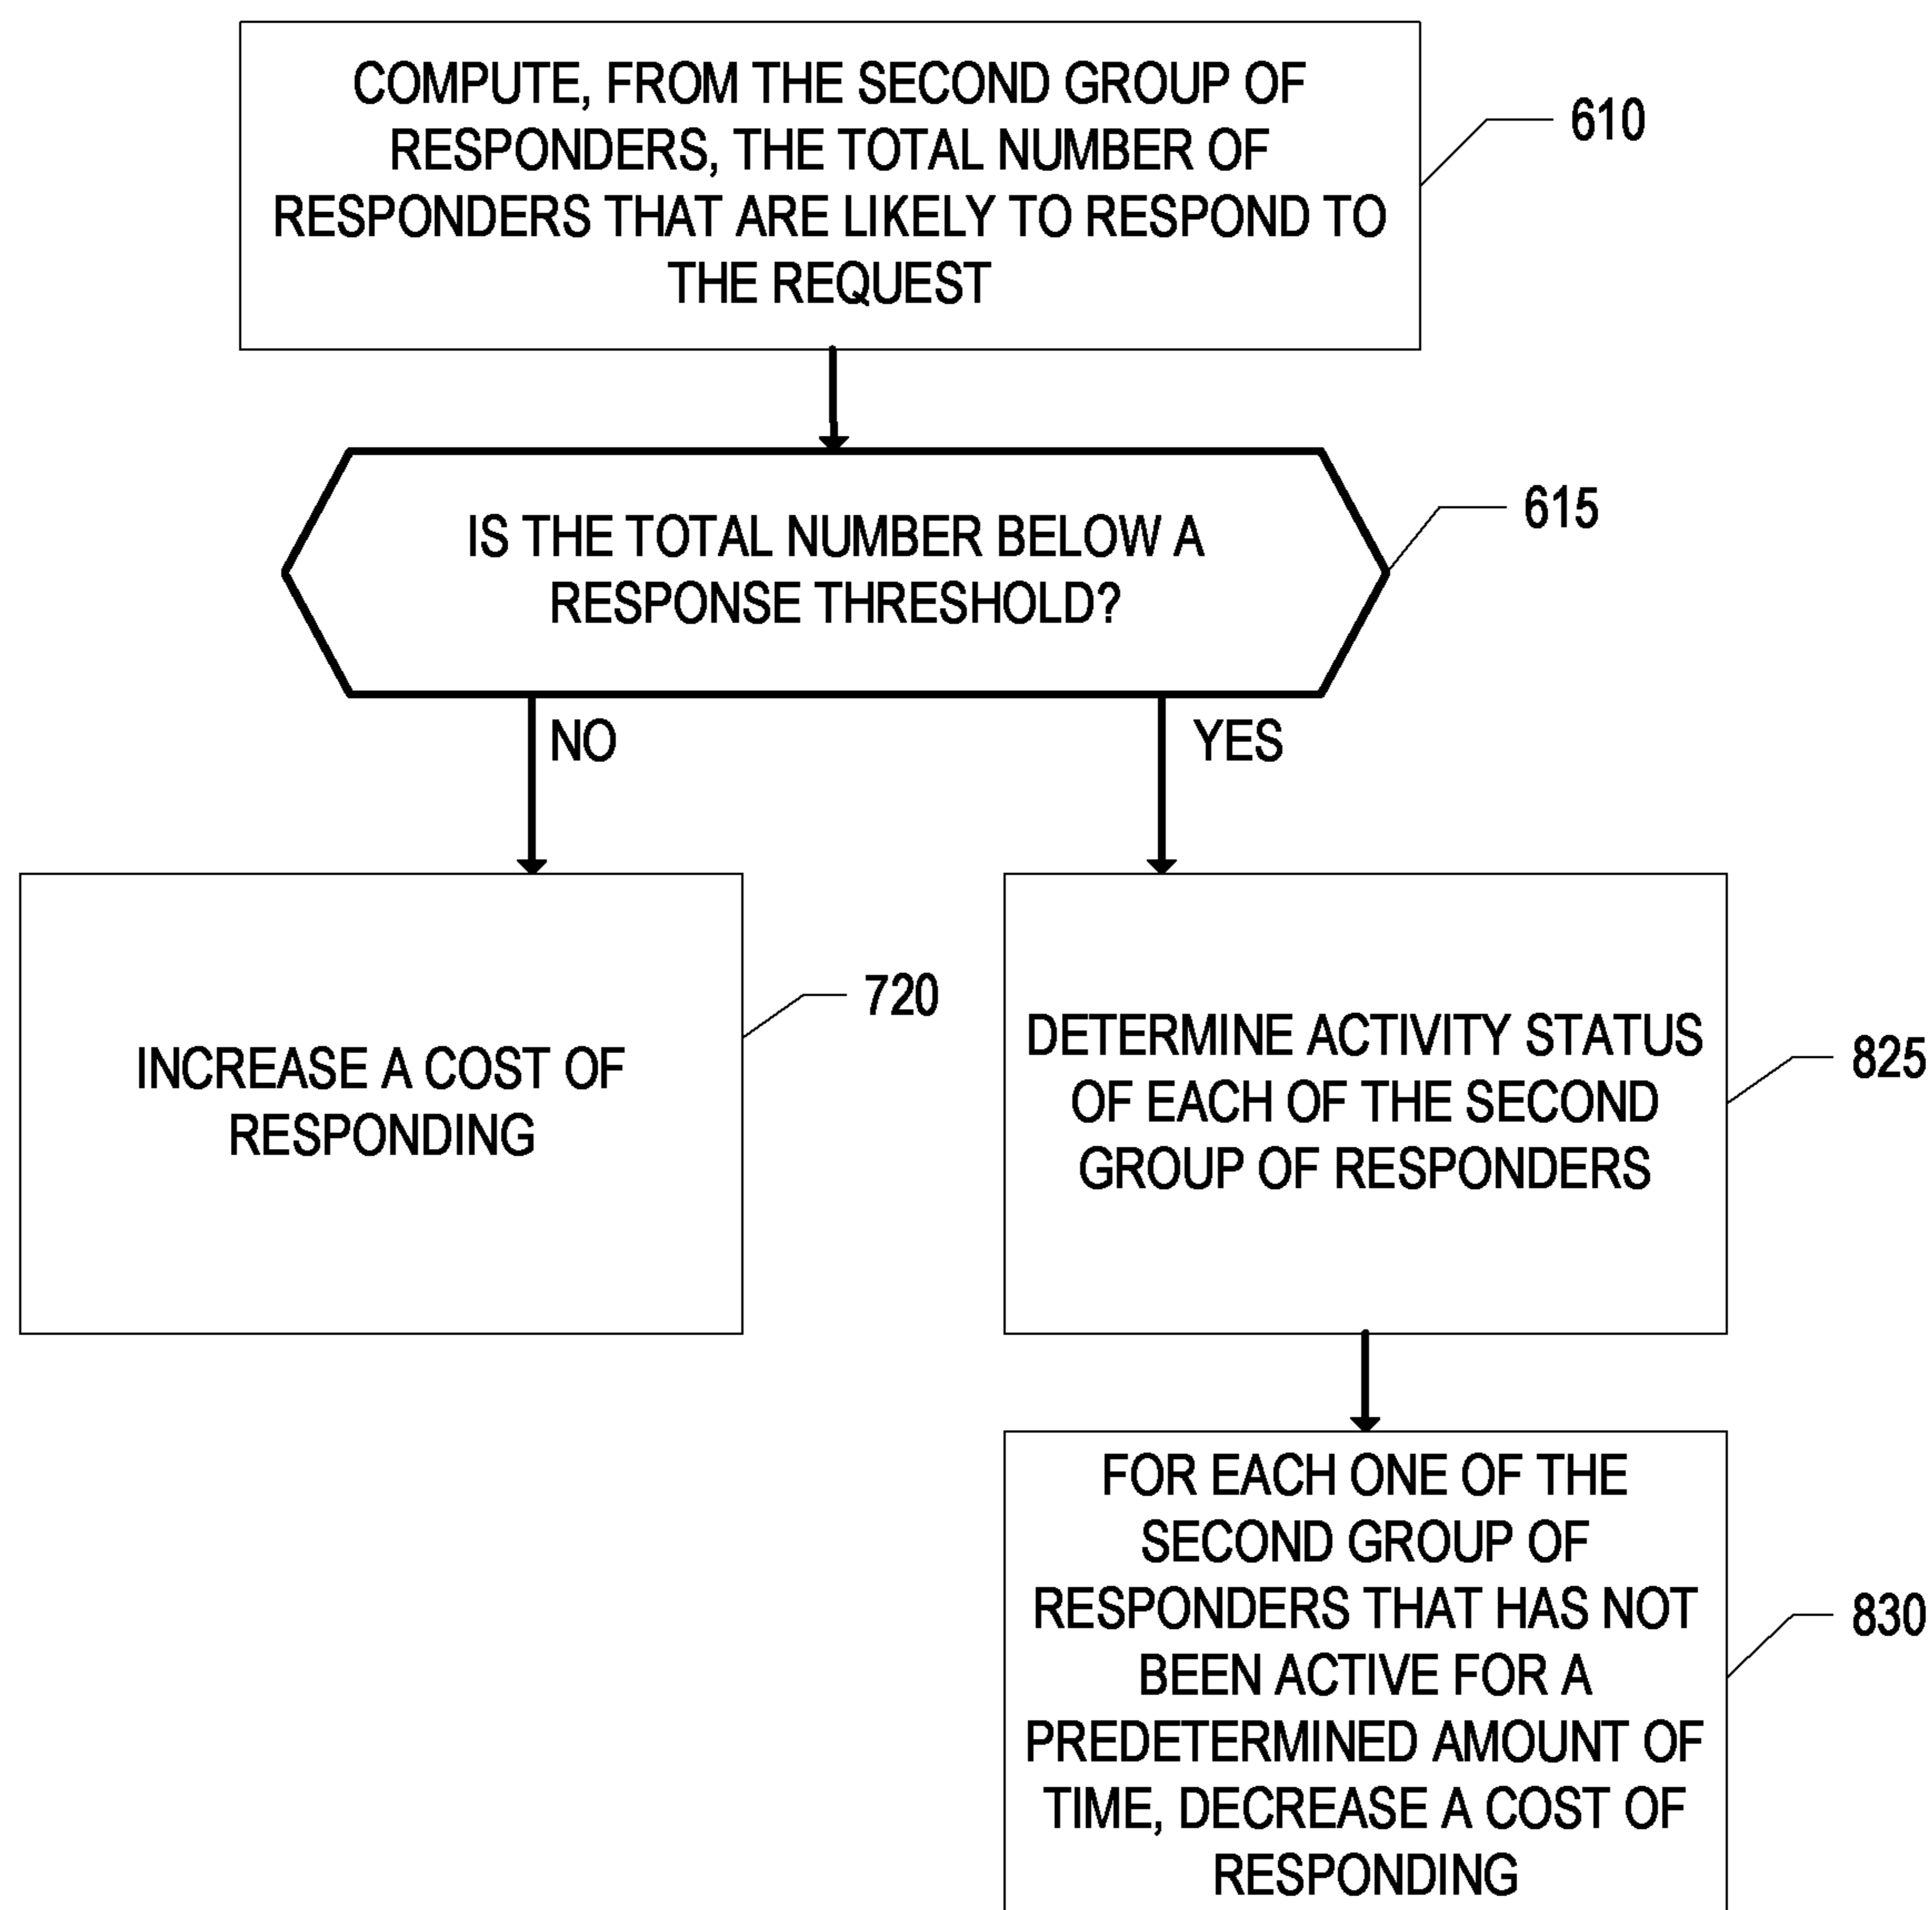 COMPUTE, FROM THE SECOND GROUP OF
RESPONDERS, THE TOTAL NUMBER OF
RESPONDERS THAT ARE LIKELY TO RESPOND TO
THE REQUEST
610
IS THE TOTAL NUMBER BELOW A
RESPONSE THRESHOLD?
615
NO
YES
INCREASE A COST OF
RESPONDING
720
DETERMINE ACTIVITY STATUS
OF EACH OF THE SECOND
GROUP OF RESPONDERS
825
FOR EACH ONE OF THE
SECOND GROUP OF
RESPONDERS THAT HAS NOT
BEEN ACTIVE FOR A
PREDETERMINED AMOUNT OF
TIME, DECREASE A COST OF
RESPONDING
830